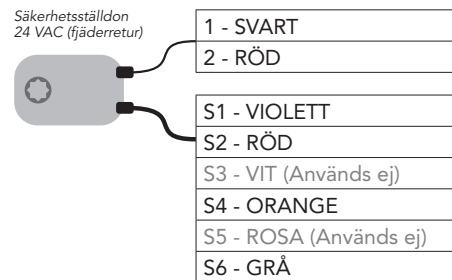 Säkerhetsställdon
24 VAC (fjäderretur)
1 - SVART
2 - RÖD
S1 - VIOLETT
S2 - RÖD
S3 - VIT (Används ej)
S4 - ORANGE
S5 - ROSA (Används ej)
S6 - GRÅ